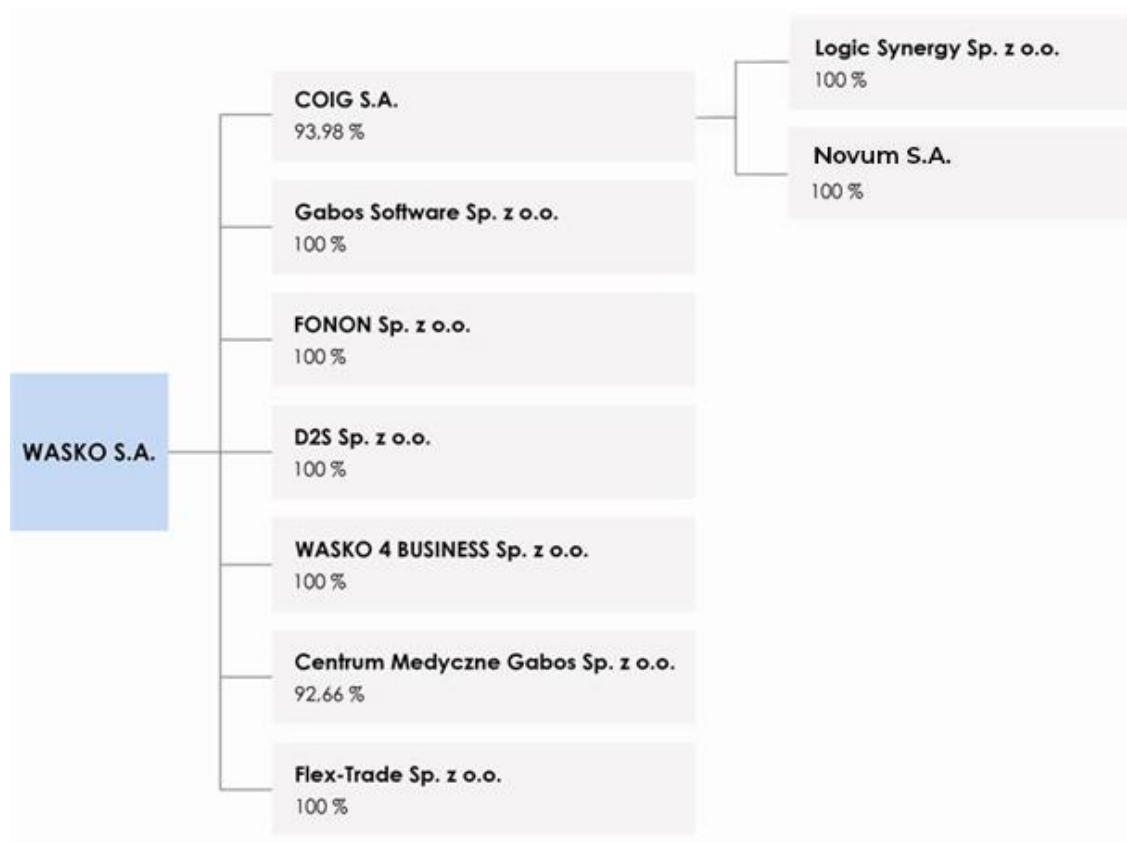 WASKO S.A.
COIG S.A.
93,98 %
Logic Synergy Sp. z o.o.
100 %
Novum S.A.
100 %
Gabos Software Sp. z o.o.
100 %
FONON Sp. z o.o.
100 %
D2S Sp. z o.o.
100 %
WASKO 4 BUSINESS Sp. z o.o.
100 %
Centrum Medyczne Gabos Sp. z o.o.
92,66 %
Flex-Trade Sp. z o.o.
100 %